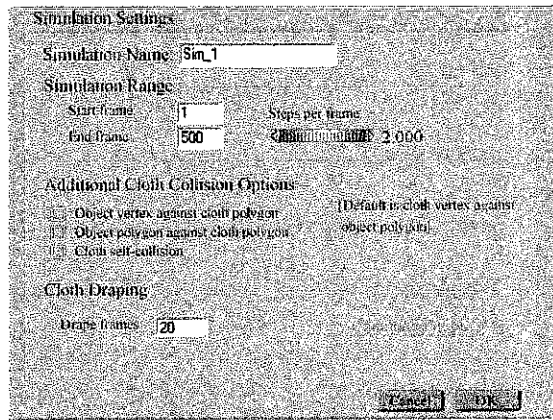 Simulation Settings
Simulation Name Sim_1
Simulation Range
Start frame 1 Steps per frame
End frame 500 2.000
Additional Cloth Collision Options
Object vertex against cloth polygon [Default is cloth vertex against
Object polygon against cloth polygon object polygon]
Cloth self-collision
Cloth Draping
Drape frames 20
Cancel OK